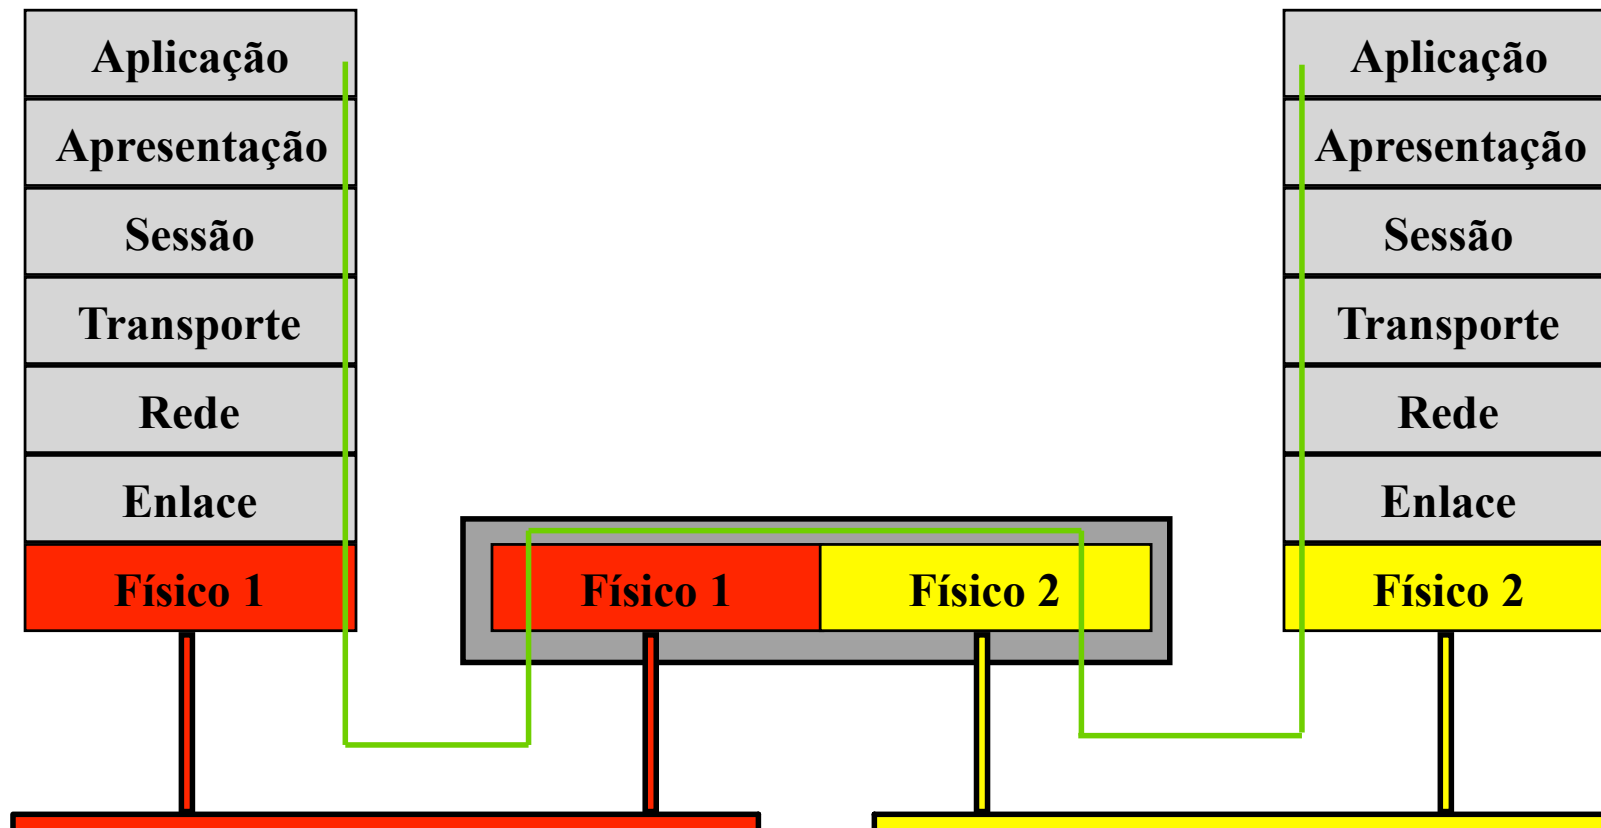 Aplicação
Apresentação
Sessão
Transporte
Rede
Enlace
Físico 1
Físico 1
Físico 2
Aplicação
Apresentação
Sessão
Transporte
Rede
Enlace
Físico 2